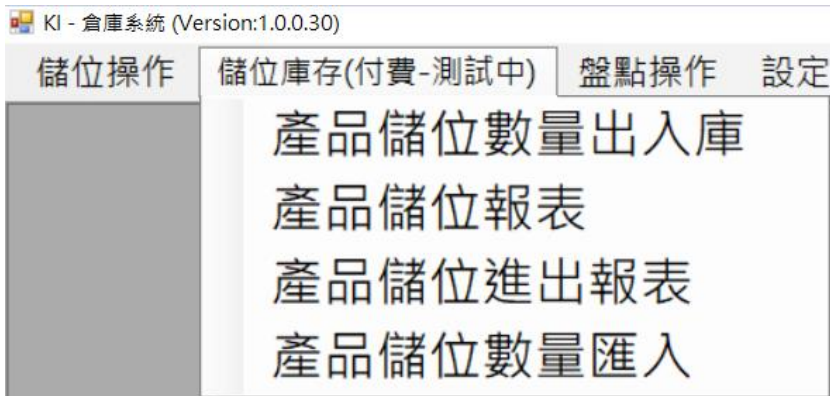 KI - 倉庫系統 (Version:1.0.0.30)
儲位操作 儲位庫存(付費-測試中) 盤點操作 設定
產品儲位數量出入庫
產品儲位報表
產品儲位進出報表
產品儲位數量匯入